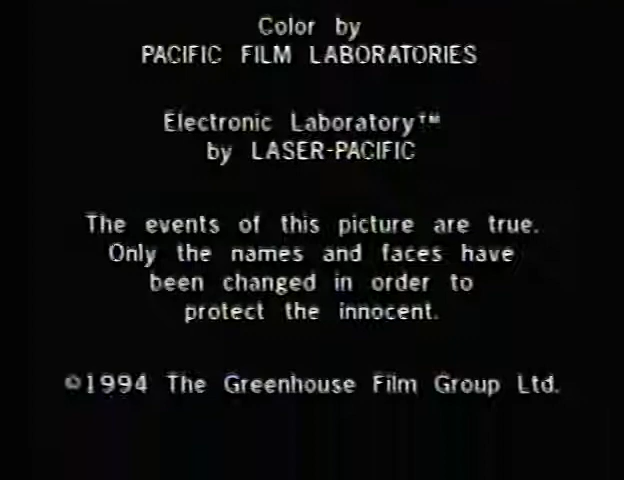 Color by
PACIFIC FILM LABORATORIES
Electronic Laboratory™
by LASER-PACIFIC
The events of this picture are true.
Only the names and faces have
been changed in order to
protect the innocent.
©1994 The Greenhouse Film Group Ltd.